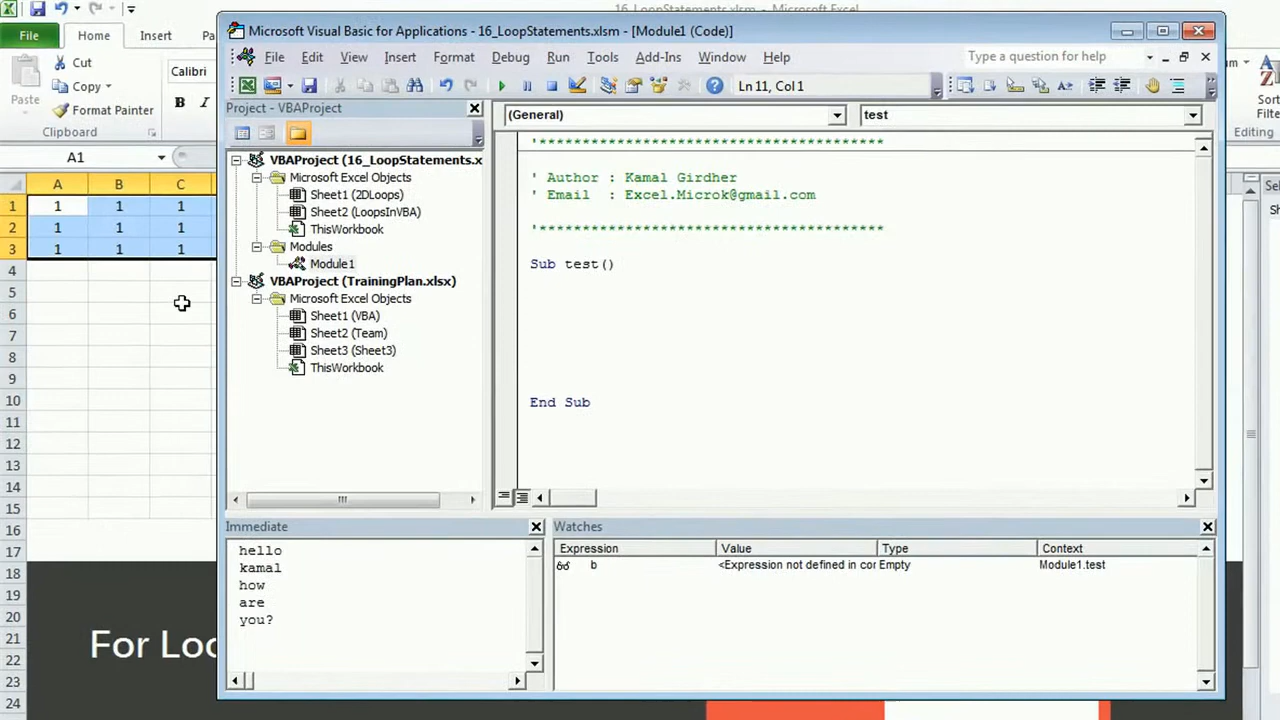 16_LoopStatements.xlsm - Microsoft Excel
Microsoft Visual Basic for Applications - 16_LoopStatements.xlsm - [Module1 (Code)]
File Home Insert
File Edit View Insert Format Debug Run Tools Add-Ins Window Help
Type a question for help
Cut
Copy
Format Painter
Paste
Calibri
B I
Clipboard
Ln 11, Col 1
Sort
Filter
Editing
Project - VBAProject
(General)
test
A1
A B C
1 1 1 1
2 1 1 1
3 1 1 1
4
5
6
7
8
9
10
11
12
13
14
15
16
17
18
19
20
21
22
23
24
VBAProject (16_LoopStatements.x
Microsoft Excel Objects
Sheet1 (2DLoops)
Sheet2 (LoopsInVBA)
ThisWorkbook
Modules
Module1
VBAProject (TrainingPlan.xlsx)
Microsoft Excel Objects
Sheet1 (VBA)
Sheet2 (Team)
Sheet3 (Sheet3)
ThisWorkbook
'****************************************
' Author : Kamal Girdher
' Email : Excel.Microk@gmail.com
'****************************************
Sub test()
End Sub
Immediate
hello
kamal
how
are
you?
Watches
Expression Value Type Context
b <Expression not defined in cor Empty Module1.test
For Loo